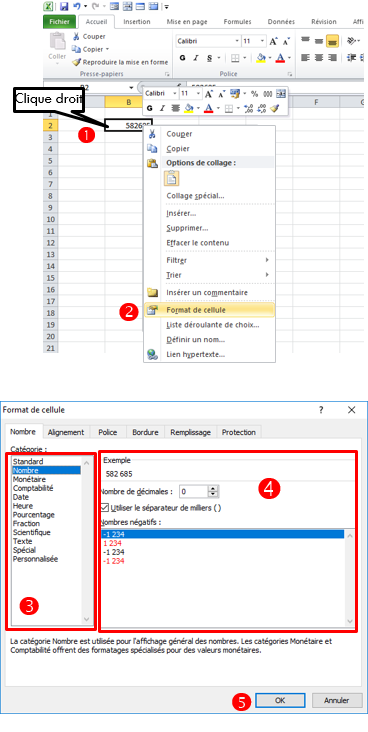 Fichier Accueil Insertion Mise en page Formules Données Révision Aff
Couper
Copier
Coller Reproduire la mise en forme
Calibri 11 A A
G I S
Presse-papiers Police
Calibri 11 A A % 000
G I A
B2
Clique droit
A B F G
1
2 582685
1
3
4
5
6
7
8
9
10
11
12
13
14
15
16
17
18
19
20
21
Couper
Copier
Options de collage :
Collage spécial...
Insérer...
Supprimer...
Effacer le contenu
Filtrer
Trier
Insérer un commentaire
2 Format de cellule
Liste déroulante de choix...
Définir un nom...
Lien hypertexte...
Format de cellule ? ×
Nombre Alignement Police Bordure Remplissage Protection
Catégorie :
Standard
Nombre
Monétaire
Comptabilité
Date
Heure
Pourcentage
Fraction
Scientifique
Texte
Spécial
Personnalisée
3
Exemple
582 685
Nombre de décimales : 0
4
Utiliser le séparateur de milliers ( )
Nombres négatifs :
-1 234
1 234
-1 234
-1 234
La catégorie Nombre est utilisée pour l'affichage général des nombres. Les catégories Monétaire et
Comptabilité offrent des formatages spécialisés pour des valeurs monétaires.
5 OK Annuler